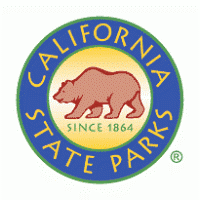 CALIFORNIA
SINCE 1864
STATE PARKS
®